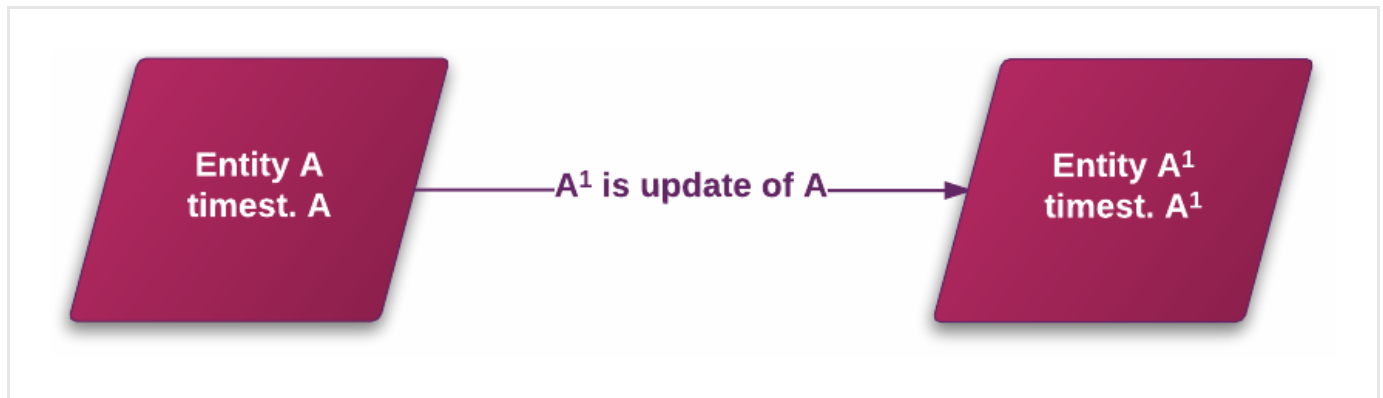 Entity A
timest. A
A¹ is update of A
Entity A¹
timest. A¹